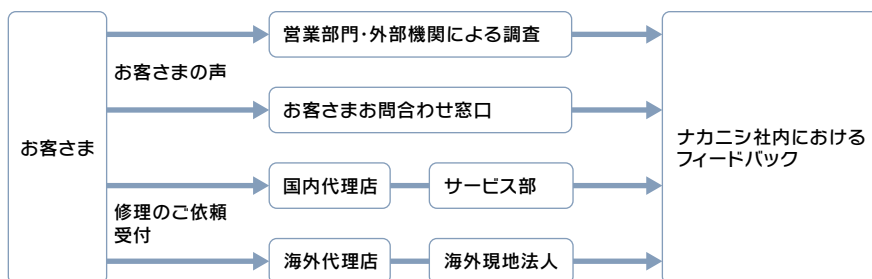 営業部門・外部機関による調査
お客さまの声
お客さまお問合わせ窓口
お客さま
ナカニシ社内における
フィードバック
国内代理店
サービス部
修理のご依頼
受付
海外代理店
海外現地法人